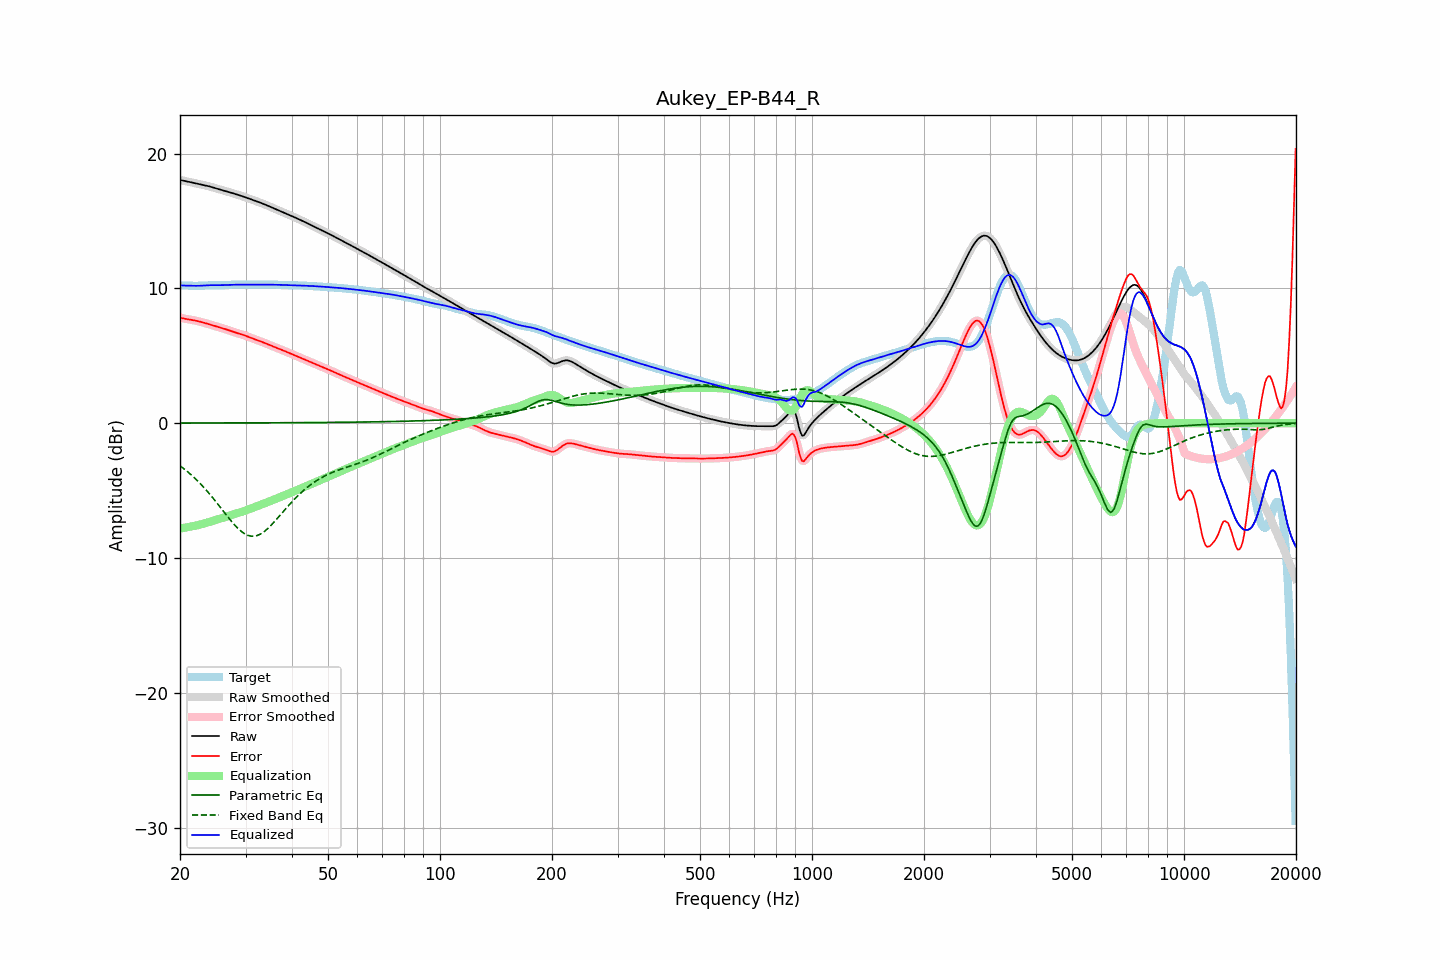 Aukey_EP-B44_R
Amplitude (dBr)
20
10
0
−10
−20
−30
Target
Raw Smoothed
Error Smoothed
Raw
Error
Equalization
Parametric Eq
Fixed Band Eq
Equalized
20 50 100 200 500 1000 2000 5000 10000 20000
Frequency (Hz)